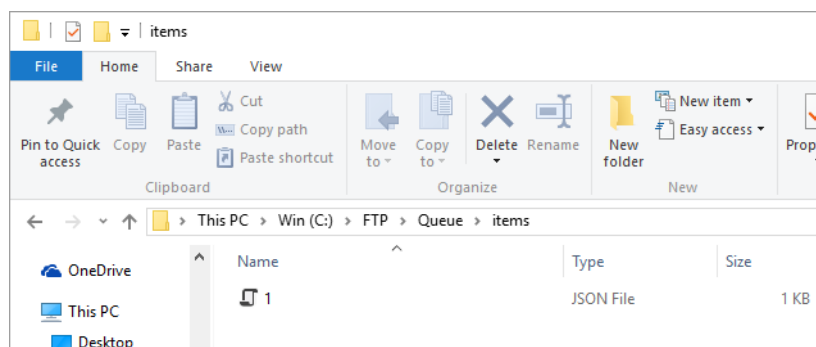 items
File Home Share View
Pin to Quick access
Copy
Paste
Cut
W... Copy path
Paste shortcut
Move to
Copy to
Delete
Rename
New folder
New item
Easy access
Prop
Clipboard
Organize
New
This PC > Win (C:) > FTP > Queue > items
Name Type Size
OneDrive
1 JSON File 1 KB
This PC
Desktop